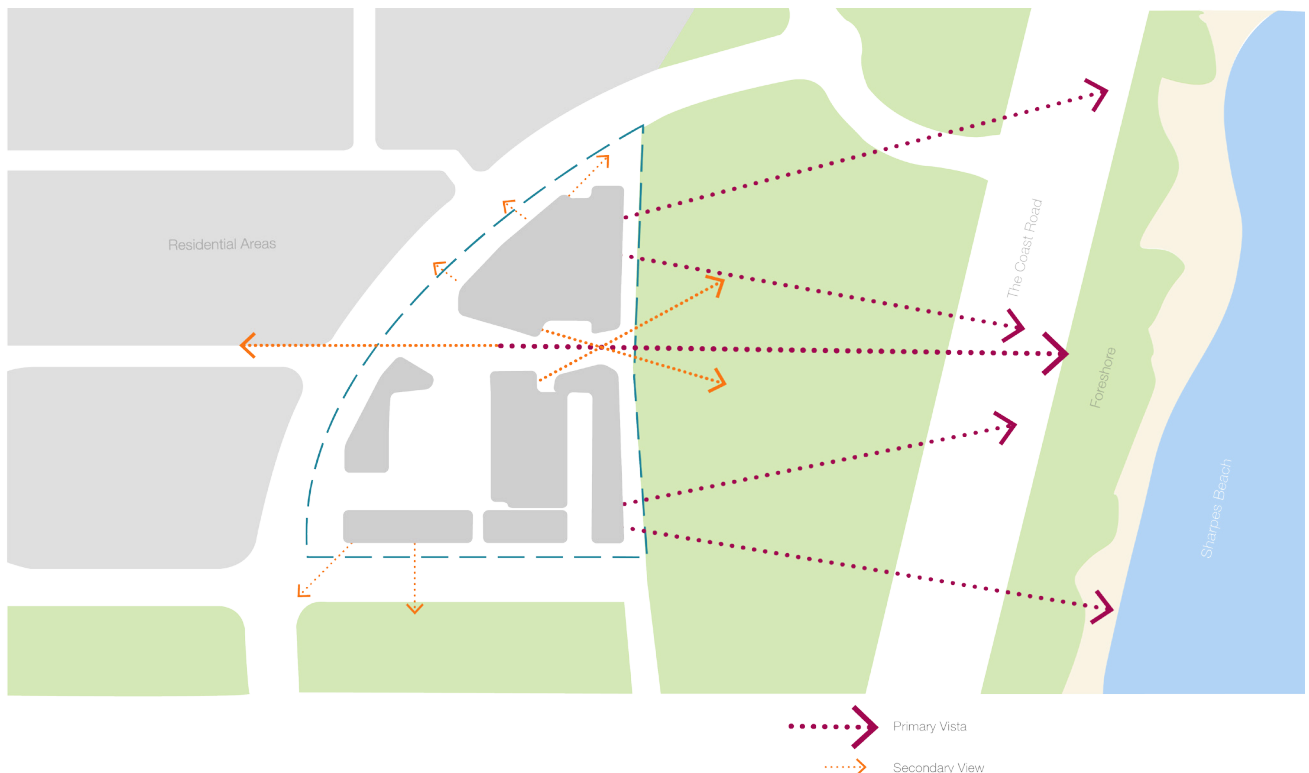 Residential Areas
The Coast Road
Foreshore
Sharpes Beach
Primary Vista
Secondary View